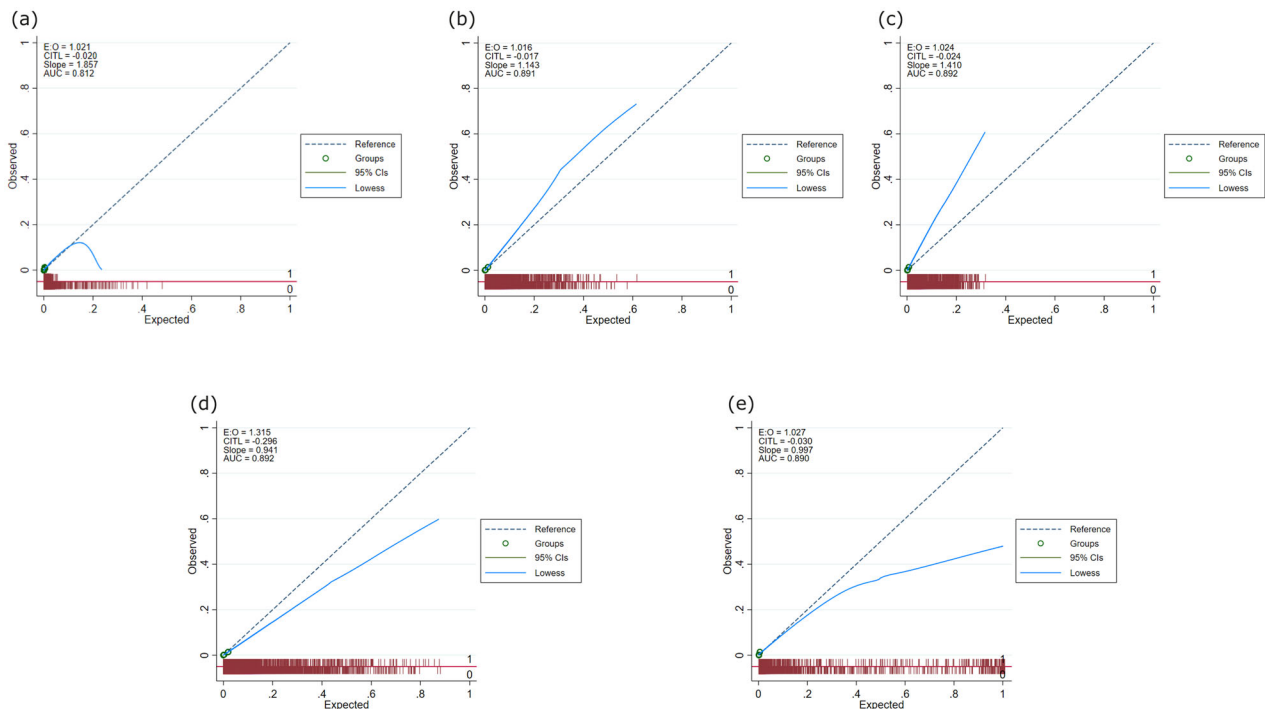 (a)
E:O = 1.021
CITL = -0.020
Slope = 1.857
AUC = 0.812
1
.8
.6
.4
.2
0
Observed
0
.2
.4
.6
.8
1
Expected
1
0
Reference
Groups
95% CIs
Lowess
(b)
E:O = 1.016
CITL = -0.017
Slope = 1.143
AUC = 0.891
1
.8
.6
.4
.2
0
Observed
0
.2
.4
.6
.8
1
Expected
1
0
Reference
Groups
95% CIs
Lowess
(c)
E:O = 1.024
CITL = -0.024
Slope = 1.410
AUC = 0.892
1
.8
.6
.4
.2
0
Observed
0
.2
.4
.6
.8
1
Expected
1
0
Reference
Groups
95% CIs
Lowess
(d)
E:O = 1.315
CITL = -0.296
Slope = 0.941
AUC = 0.892
1
.8
.6
.4
.2
0
Observed
0
.2
.4
.6
.8
1
Expected
1
0
Reference
Groups
95% CIs
Lowess
(e)
E:O = 1.027
CITL = -0.030
Slope = 0.997
AUC = 0.890
1
.8
.6
.4
.2
0
Observed
0
.2
.4
.6
.8
1
Expected
1
0
Reference
Groups
95% CIs
Lowess